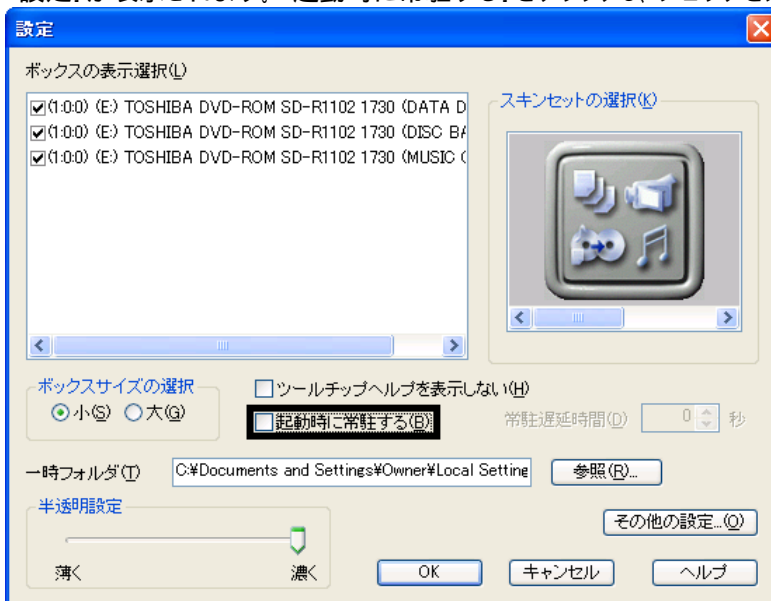 設定
ボックスの表示選択(L)
(1:0:0) (E:) TOSHIBA DVD-ROM SD-R1102 1730 (DATA D
(1:0:0) (E:) TOSHIBA DVD-ROM SD-R1102 1730 (DISC BA
(1:0:0) (E:) TOSHIBA DVD-ROM SD-R1102 1730 (MUSIC
スキンセットの選択(K)
ボックスサイズの選択
小(S) 大(G)
ツールチップヘルプを表示しない(H)
起動時に常駐する(B)
常駐遅延時間(D) 0 秒
一時フォルダ(T) C:¥Documents and Settings¥Owner¥Local Setting 参照(R)...
半透明設定
薄く 濃く
その他の設定...(O)
OK キャンセル ヘルプ